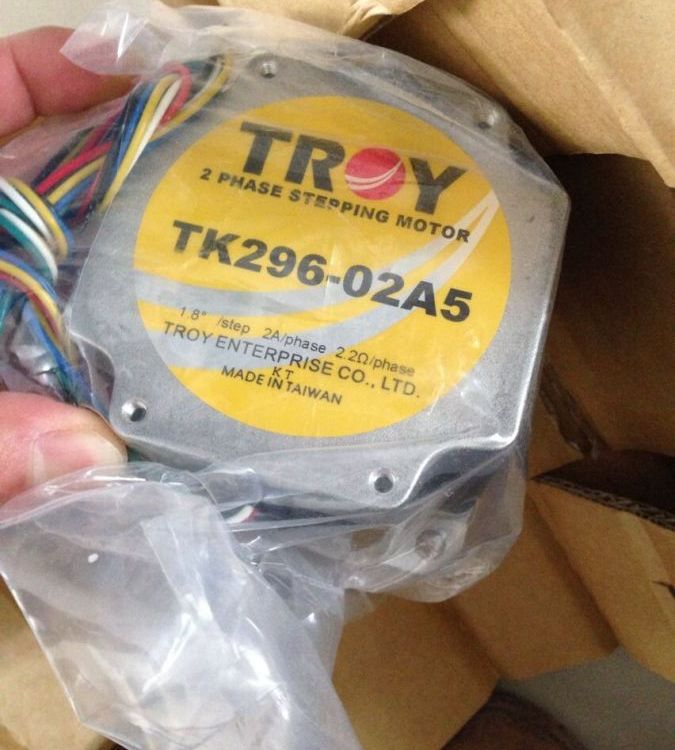 TROY
2 PHASE STEPPING MOTOR
TK296-02A5
1.8° /step 2A/phase 2.2Ω/phase
TROY ENTERPRISE CO., LTD.
K.T
MADE IN TAIWAN